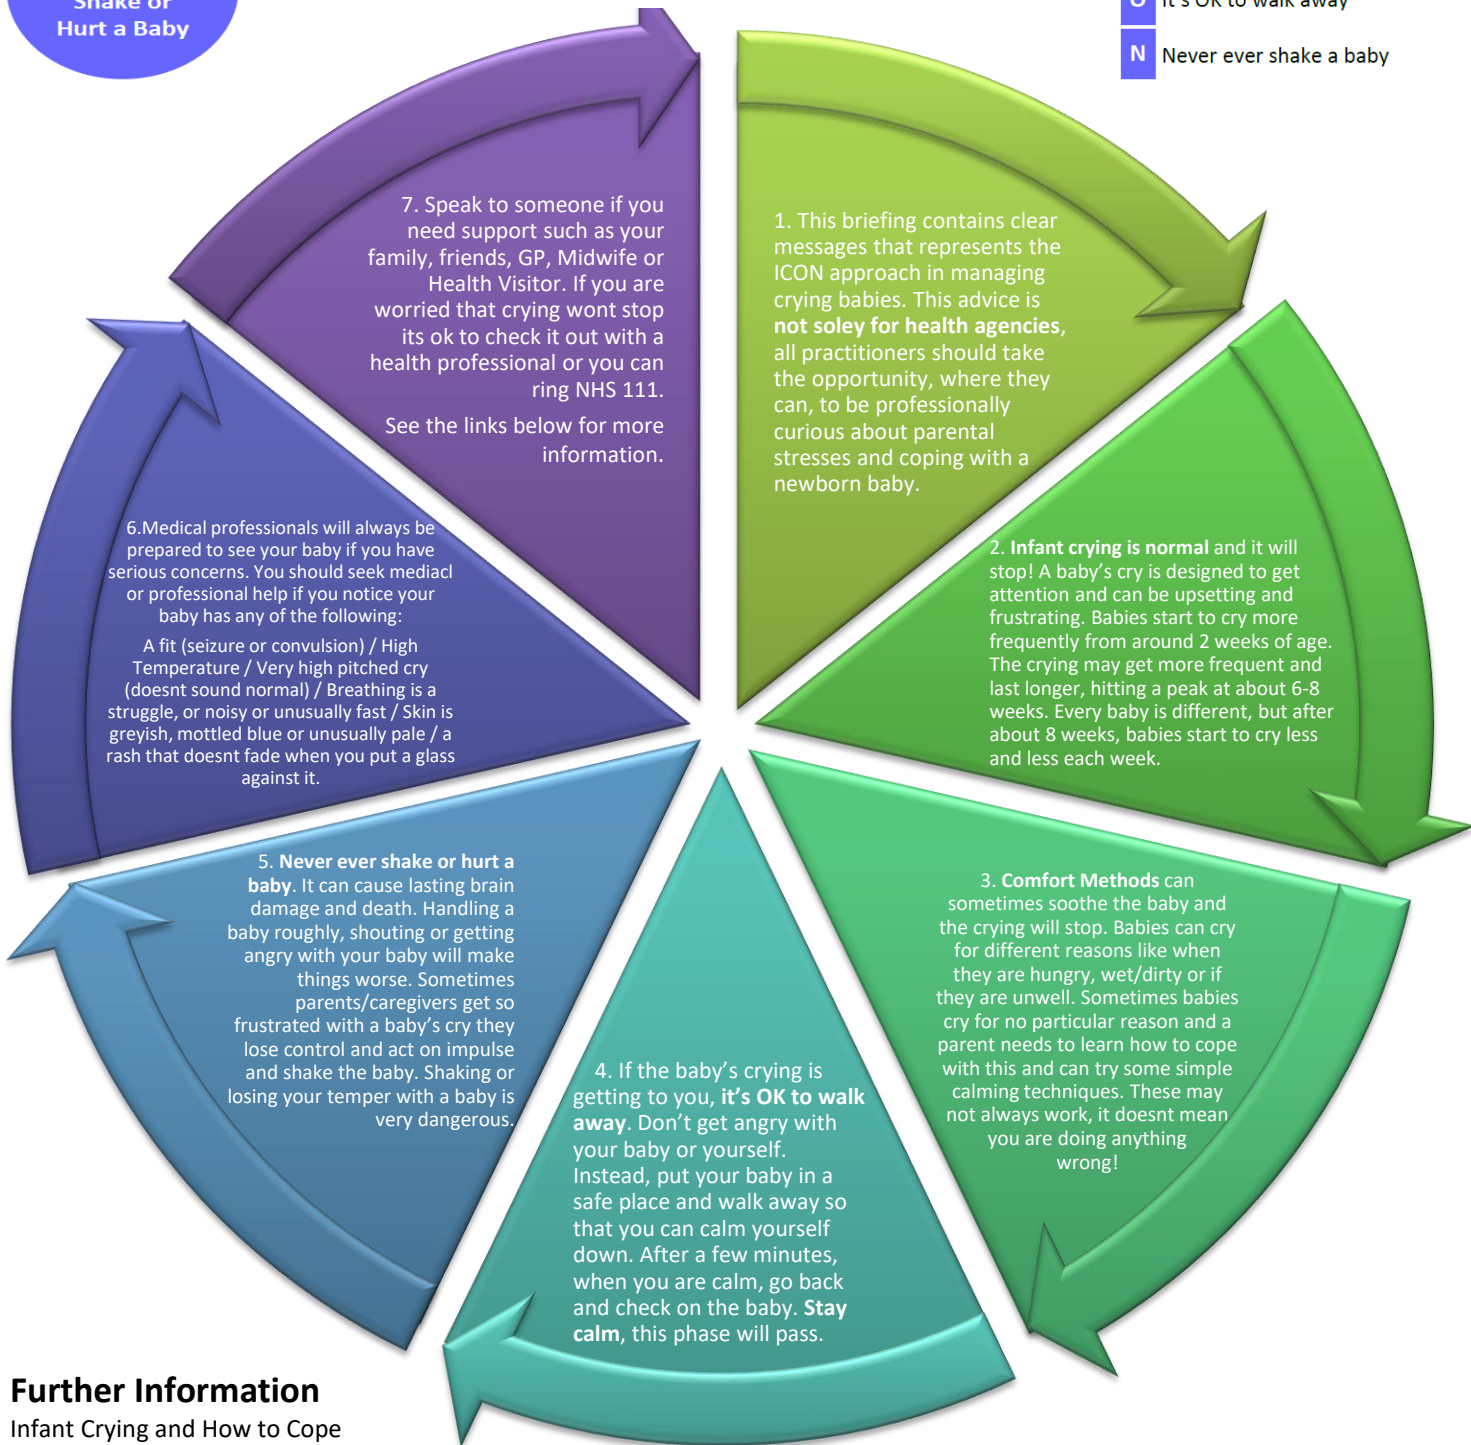 Shake or
Hurt a Baby
O It's OK to walk away
N Never ever shake a baby
1. This briefing contains clear
messages that represents the
ICON approach in managing
crying babies. This advice is
not soley for health agencies,
all practitioners should take
the opportunity, where they
can, to be professionally
curious about parental
stresses and coping with a
newborn baby.
2. Infant crying is normal and it will
stop! A baby’s cry is designed to get
attention and can be upsetting and
frustrating. Babies start to cry more
frequently from around 2 weeks of age.
The crying may get more frequent and
last longer, hitting a peak at about 6-8
weeks. Every baby is different, but after
about 8 weeks, babies start to cry less
and less each week.
3. Comfort Methods can
sometimes soothe the baby and
the crying will stop. Babies can cry
for different reasons like when
they are hungry, wet/dirty or if
they are unwell. Sometimes babies
cry for no particular reason and a
parent needs to learn how to cope
with this and can try some simple
calming techniques. These may
not always work, it doesnt mean
you are doing anything
wrong!
4. If the baby’s crying is
getting to you, it’s OK to walk
away. Don’t get angry with
your baby or yourself.
Instead, put your baby in a
safe place and walk away so
that you can calm yourself
down. After a few minutes,
when you are calm, go back
and check on the baby. Stay
calm, this phase will pass.
5. Never ever shake or hurt a
baby. It can cause lasting brain
damage and death. Handling a
baby roughly, shouting or getting
angry with your baby will make
things worse. Sometimes
parents/caregivers get so
frustrated with a baby’s cry they
lose control and act on impulse
and shake the baby. Shaking or
losing your temper with a baby is
very dangerous.
6.Medical professionals will always be
prepared to see your baby if you have
serious concerns. You should seek mediacl
or professional help if you notice your
baby has any of the following:
A fit (seizure or convulsion) / High
Temperature / Very high pitched cry
(doesnt sound normal) / Breathing is a
struggle, or noisy or unusually fast / Skin is
greyish, mottled blue or unusually pale / a
rash that doesnt fade when you put a glass
against it.
7. Speak to someone if you
need support such as your
family, friends, GP, Midwife or
Health Visitor. If you are
worried that crying wont stop
its ok to check it out with a
health professional or you can
ring NHS 111.
See the links below for more
information.
Further Information
Infant Crying and How to Cope